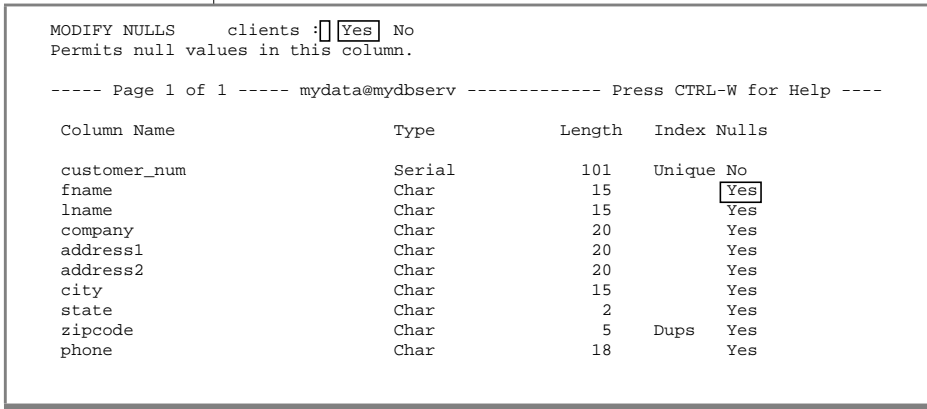 MODIFY NULLS clients : Yes No
Permits null values in this column.
----- Page 1 of 1 ----- mydata@mydbserv ------------- Press CTRL-W for Help ----
Column Name Type Length Index Nulls
customer_num Serial 101 Unique No
fname Char 15 Yes
lname Char 15 Yes
company Char 20 Yes
address1 Char 20 Yes
address2 Char 20 Yes
city Char 15 Yes
state Char 2 Yes
zipcode Char 5 Dups Yes
phone Char 18 Yes